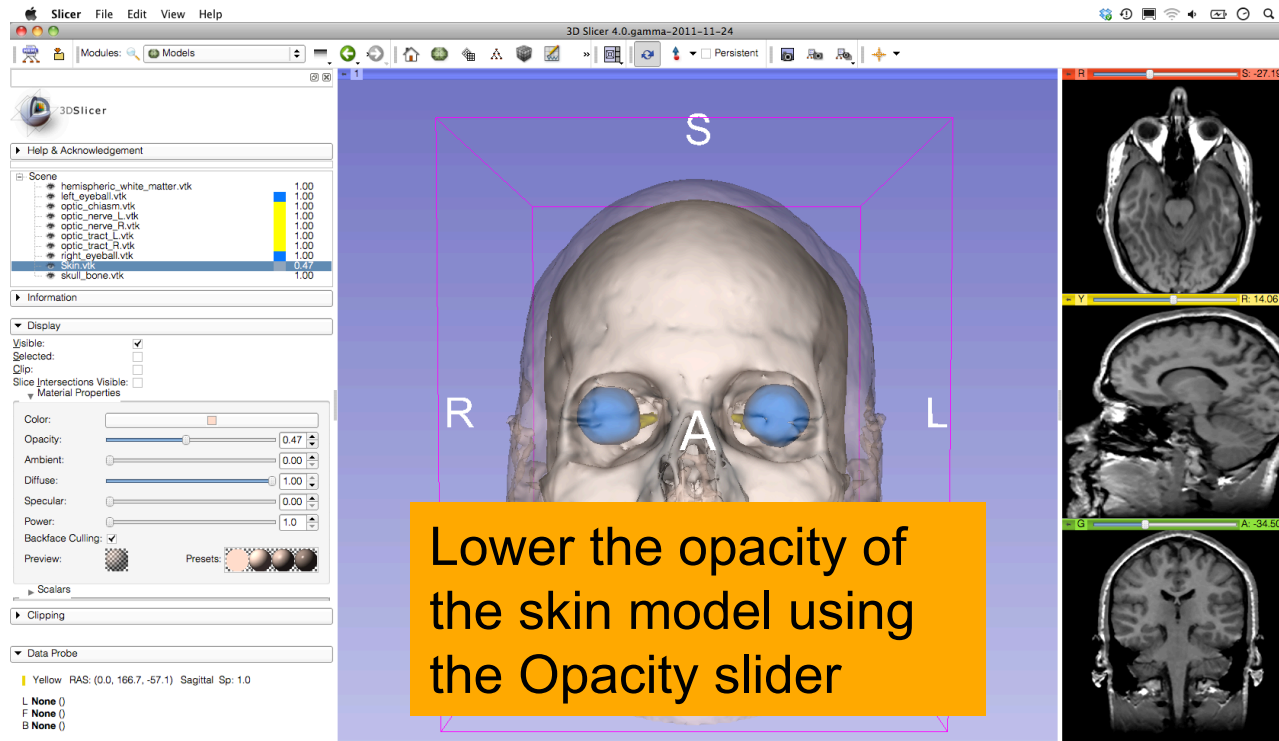 Slicer File Edit View Help
3D Slicer 4.0.gamma-2011-11-24
Modules: Models » Persistent
1
3DSlicer
Help & Acknowledgement
Scene
hemispheric_white_matter.vtk 1.00
left_eyeball.vtk 1.00
optic_chiasm.vtk 1.00
optic_nerve_L.vtk 1.00
optic_nerve_R.vtk 1.00
optic_tract_L.vtk 1.00
optic_tract_R.vtk 1.00
right_eyeball.vtk 1.00
Skin.vtk 0.47
skull_bone.vtk 1.00
Information
Display
Visible:
Selected:
Clip:
Slice Intersections Visible:
Material Properties
Color:
Opacity: 0.47
Ambient: 0.00
Diffuse: 1.00
Specular: 0.00
Power: 1.0
Backface Culling:
Preview: Presets:
Scalars
Clipping
Data Probe
Yellow RAS: (0.0, 166.7, -57.1) Sagittal Sp: 1.0
L None ()
F None ()
B None ()
S
R A L
Lower the opacity of
the skin model using
the Opacity slider
R S: -27.19
Y R: 14.06
G A: -34.50